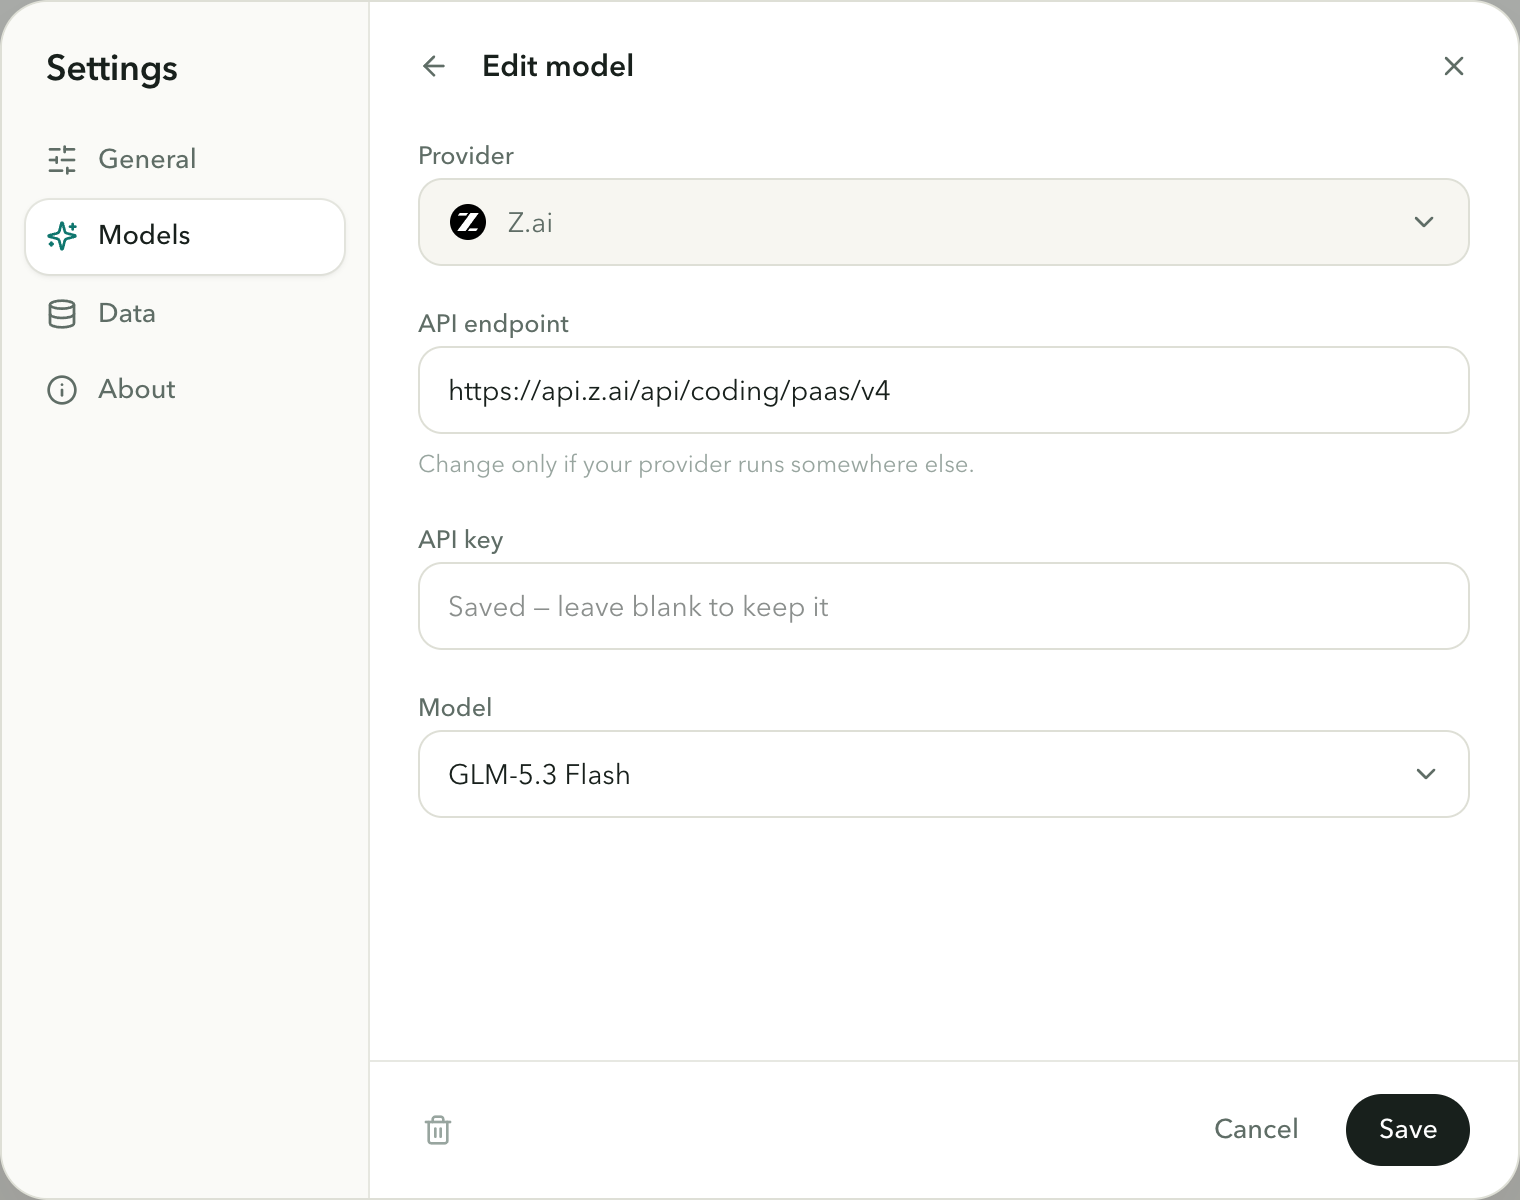 Settings
General
Models
Data
About
Edit model
Provider
Z.ai
API endpoint
https://api.z.ai/api/coding/paas/v4
Change only if your provider runs somewhere else.
API key
Saved – leave blank to keep it
Model
GLM-5.3 Flash
Cancel
Save